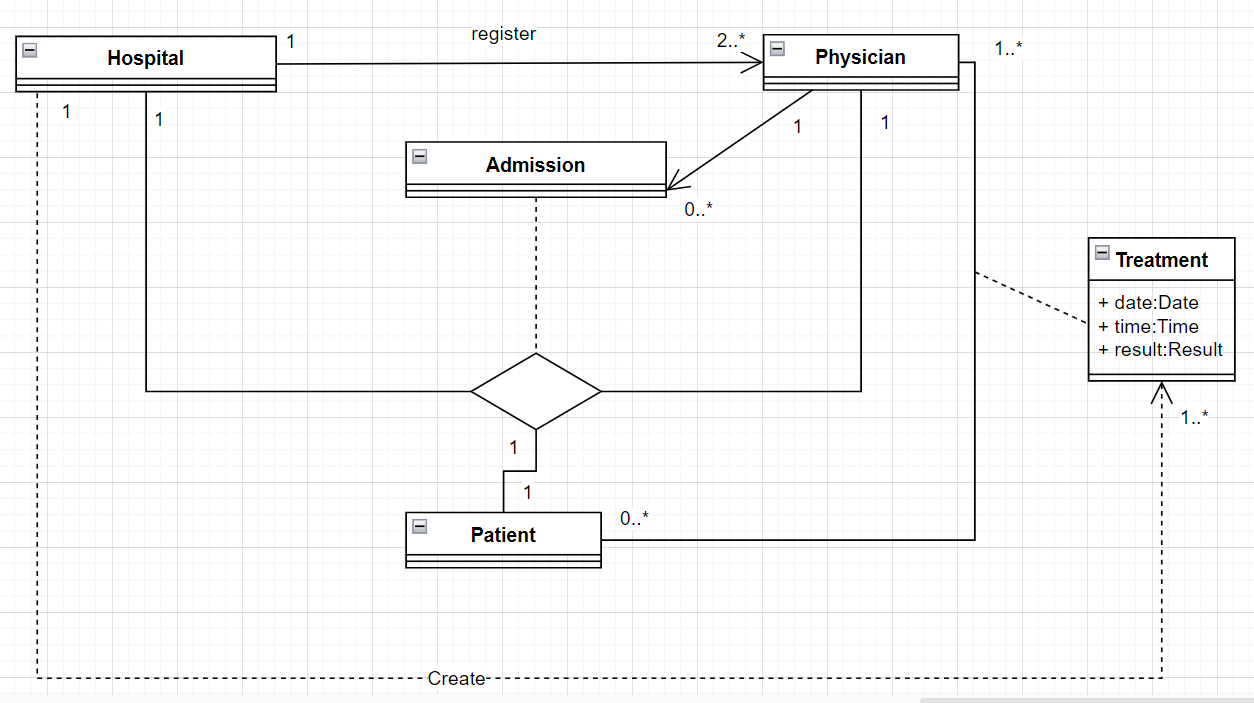 register
1
2..*
1..*
Hospital
Physician
1
1
1
1
Admission
0..*
Treatment
+ date:Date
+ time:Time
+ result:Result
1..*
1
1
0..*
Patient
Create